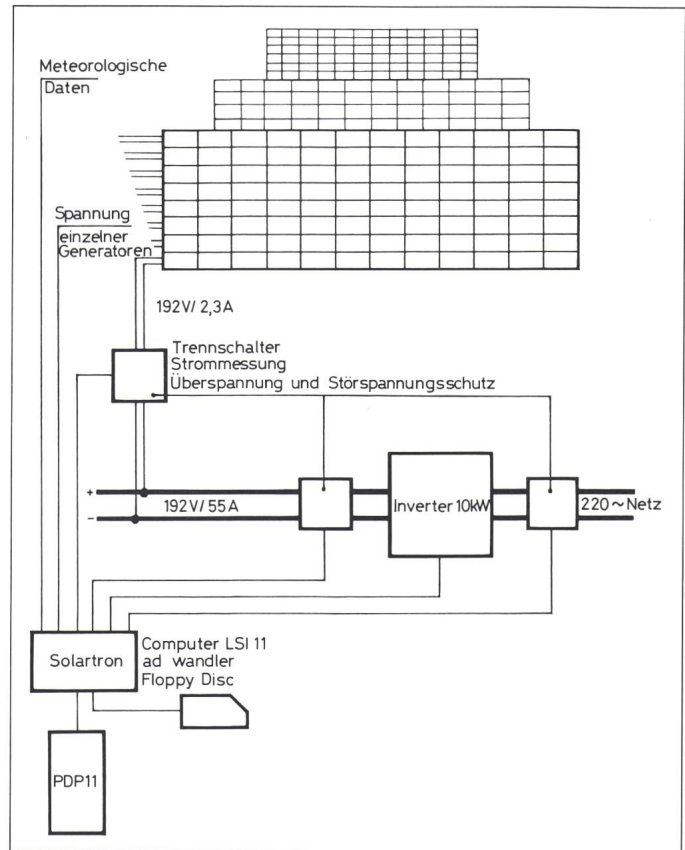 Meteorologische
Daten
Spannung
einzelner
Generatoren
192V/ 2,3A
Trennschalter
Strommessung
Überspannung und Störspannungsschutz
+
192V/ 55A
Inverter 10kW
220~Netz
-
Solartron
Computer LSI 11
ad wandler
Floppy Disc
PDP11